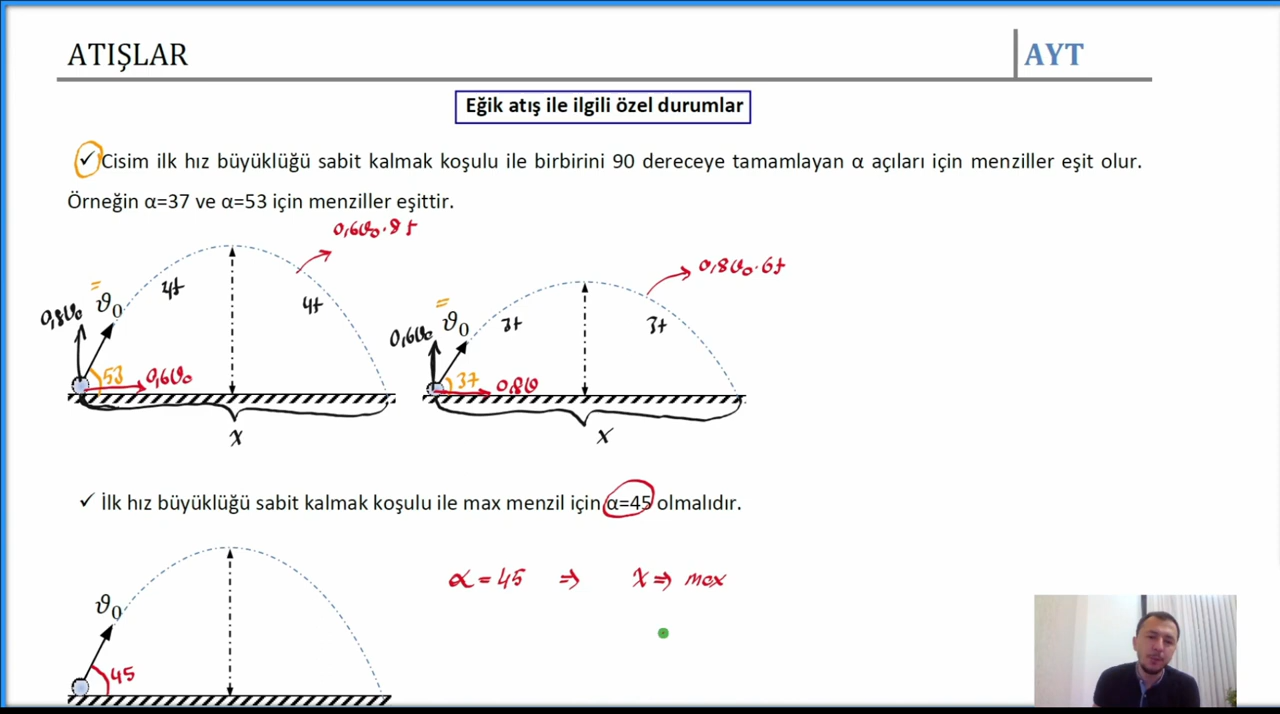 ATIŞLAR
AYT
Eğik atış ile ilgili özel durumlar
✓ Cisim ilk hız büyüklüğü sabit kalmak koşulu ile birbirini 90 dereceye tamamlayan α açıları için menziller eşit olur.
Örneğin α=37 ve α=53 için menziller eşittir.
0,6ϑ₀.8t
0,8ϑ₀.6t
=
=
0,8ϑ₀
ϑ₀
4t
4t
0,6ϑ₀
ϑ₀
3t
3t
53
0,6ϑ₀
37
0,8ϑ
x
x
✓ İlk hız büyüklüğü sabit kalmak koşulu ile max menzil için α=45 olmalıdır.
α = 45 ⇒ x ⇒ max
ϑ₀
45